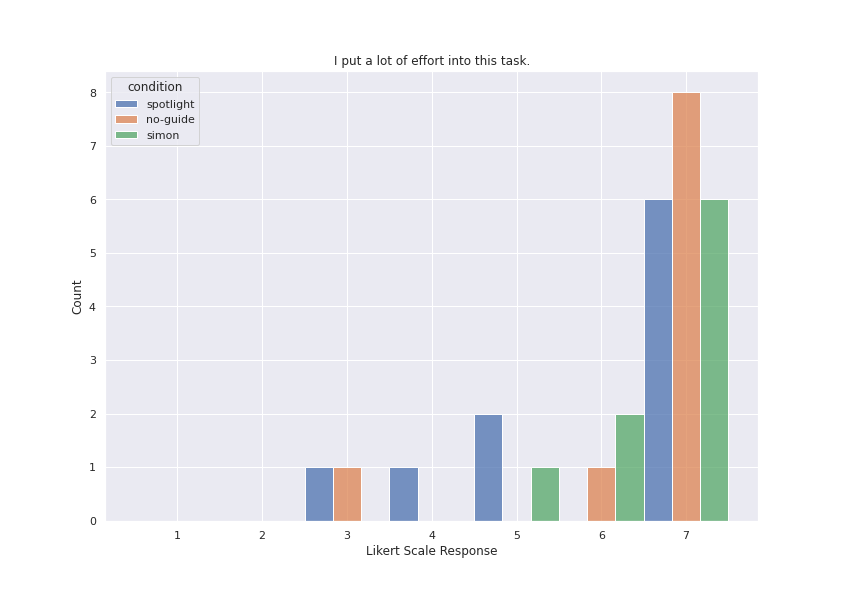 I put a lot of effort into this task.
condition
spotlight
no-guide
simon
8
7
6
5
4
3
2
1
0
Count
1 2 3 4 5 6 7
Likert Scale Response